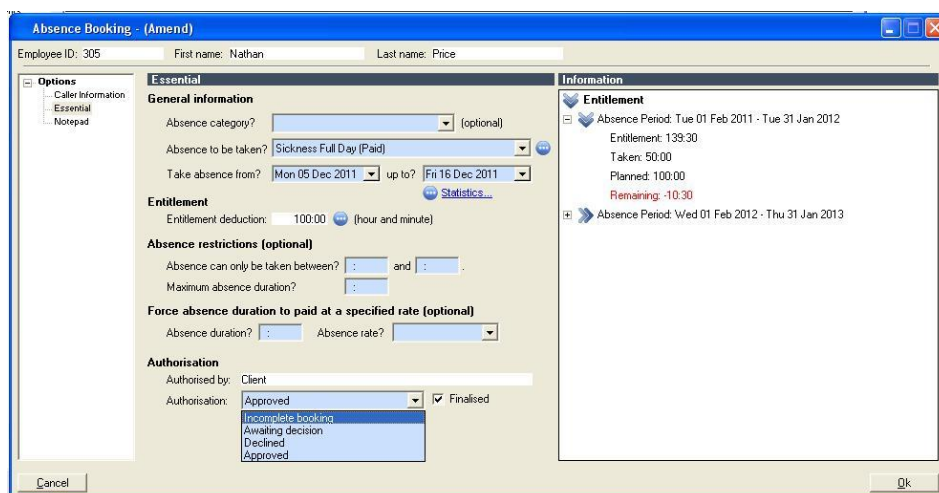 Absence Booking - (Amend)
Employee ID: 305 First name: Nathan Last name: Price
Options
Caller Information
Essential
Notepad
Essential
General information
Absence category? (optional)
Absence to be taken? Sickness Full Day (Paid)
Take absence from? Mon 05 Dec 2011 up to? Fri 16 Dec 2011
Statistics...
Entitlement
Entitlement deduction: 100:00 (hour and minute)
Absence restrictions (optional)
Absence can only be taken between? : and : .
Maximum absence duration? :
Force absence duration to paid at a specified rate (optional)
Absence duration? : Absence rate?
Authorisation
Authorised by: Client
Authorisation: Approved Finalised
Incomplete booking
Awaiting decision
Declined
Approved
Information
Entitlement
Absence Period: Tue 01 Feb 2011 - Tue 31 Jan 2012
Entitlement: 139:30
Taken: 50:00
Planned: 100:00
Remaining: -10:30
Absence Period: Wed 01 Feb 2012 - Thu 31 Jan 2013
Cancel Ok